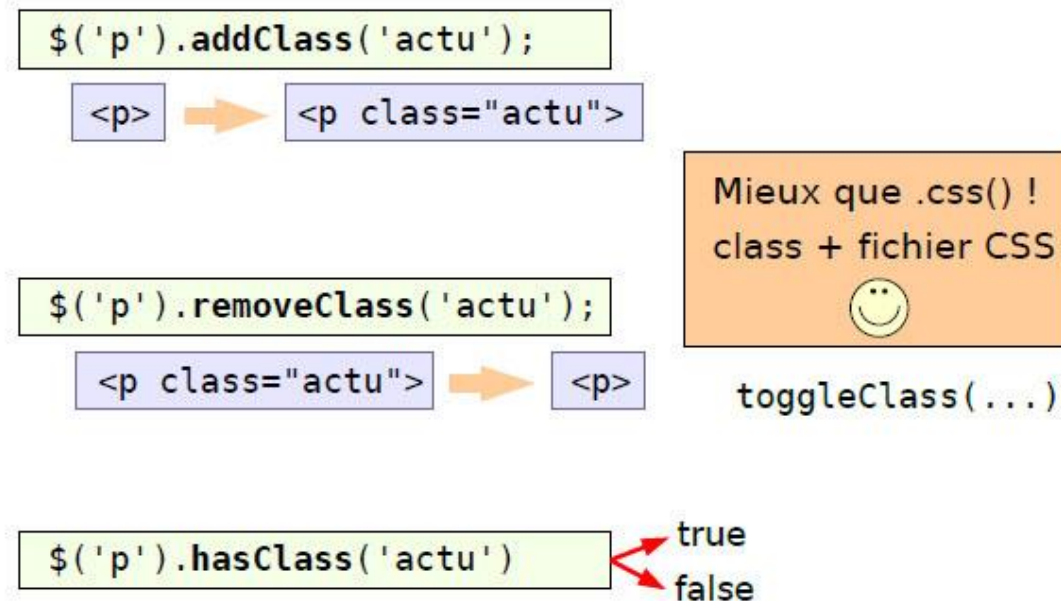 $('p').addClass('actu');
<p> <p class="actu">
Mieux que .css() !
class + fichier CSS
$('p').removeClass('actu');
<p class="actu"> <p>
toggleClass(...)
$('p').hasClass('actu')
true
false